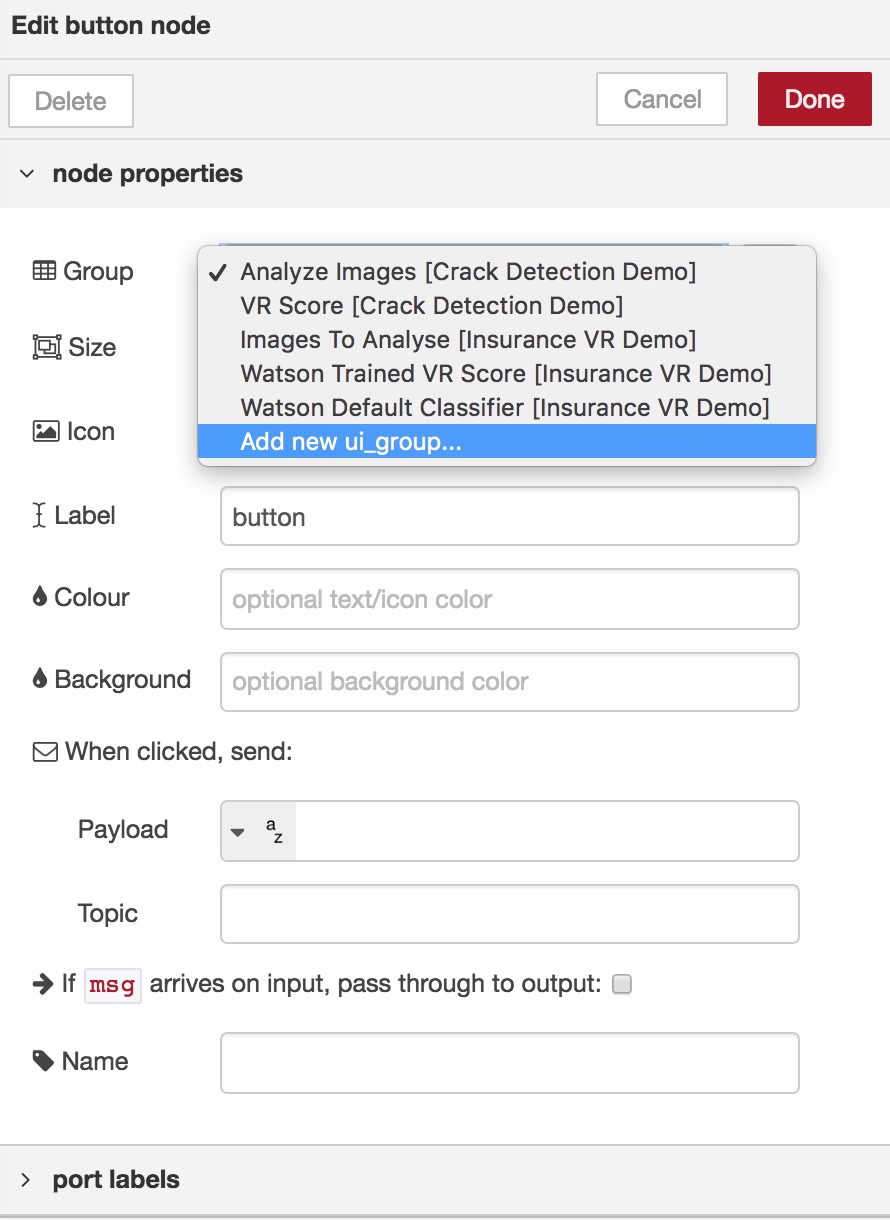 Edit button node
Delete
Cancel
Done
node properties
Group
✓ Analyze Images [Crack Detection Demo]
VR Score [Crack Detection Demo]
Images To Analyse [Insurance VR Demo]
Watson Trained VR Score [Insurance VR Demo]
Watson Default Classifier [Insurance VR Demo]
Add new ui_group...
Size
Icon
Label
button
Colour
optional text/icon color
Background
optional background color
When clicked, send:
Payload
a z
Topic
If msg arrives on input, pass through to output:
Name
port labels